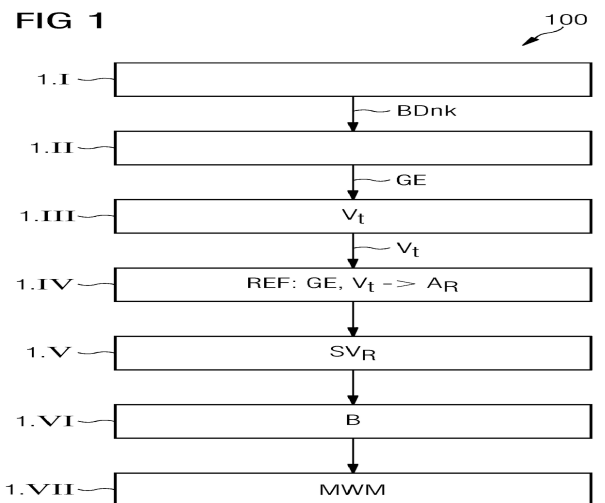 FIG 1
100
1.I
BDnk
1.II
GE
1.III
Vt
Vt
1.IV
REF: GE, Vt -> AR
1.V
SVR
1.VI
B
1.VII
MWM